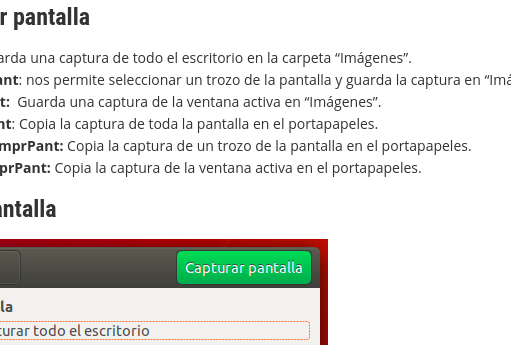 r pantalla
arda una captura de todo el escritorio en la carpeta “Imágenes”.
ant: nos permite seleccionar un trozo de la pantalla y guarda la captura en “Imá
t: Guarda una captura de la ventana activa en “Imágenes”.
nt: Copia la captura de toda la pantalla en el portapapeles.
mprPant: Copia la captura de un trozo de la pantalla en el portapapeles.
prPant: Copia la captura de la ventana activa en el portapapeles.
antalla
Capturar pantalla
la
turar todo el escritorio